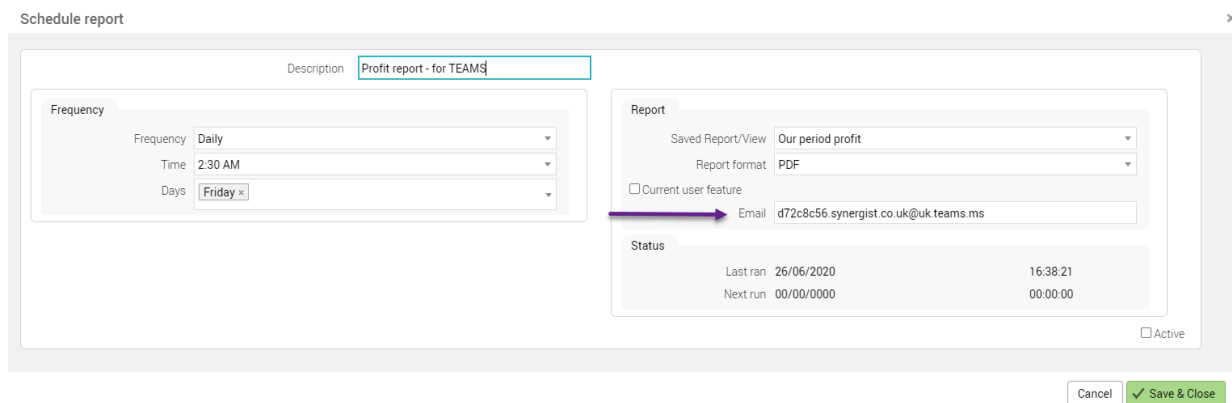 Schedule report
Description Profit report - for TEAMS
Frequency
Frequency Daily
Time 2:30 AM
Days Friday ×
Report
Saved Report/View Our period profit
Report format PDF
Current user feature
Email d72c8c56.synergist.co.uk@uk.teams.ms
Status
Last ran 26/06/2020 16:38:21
Next run 00/00/0000 00:00:00
Active
Cancel Save & Close